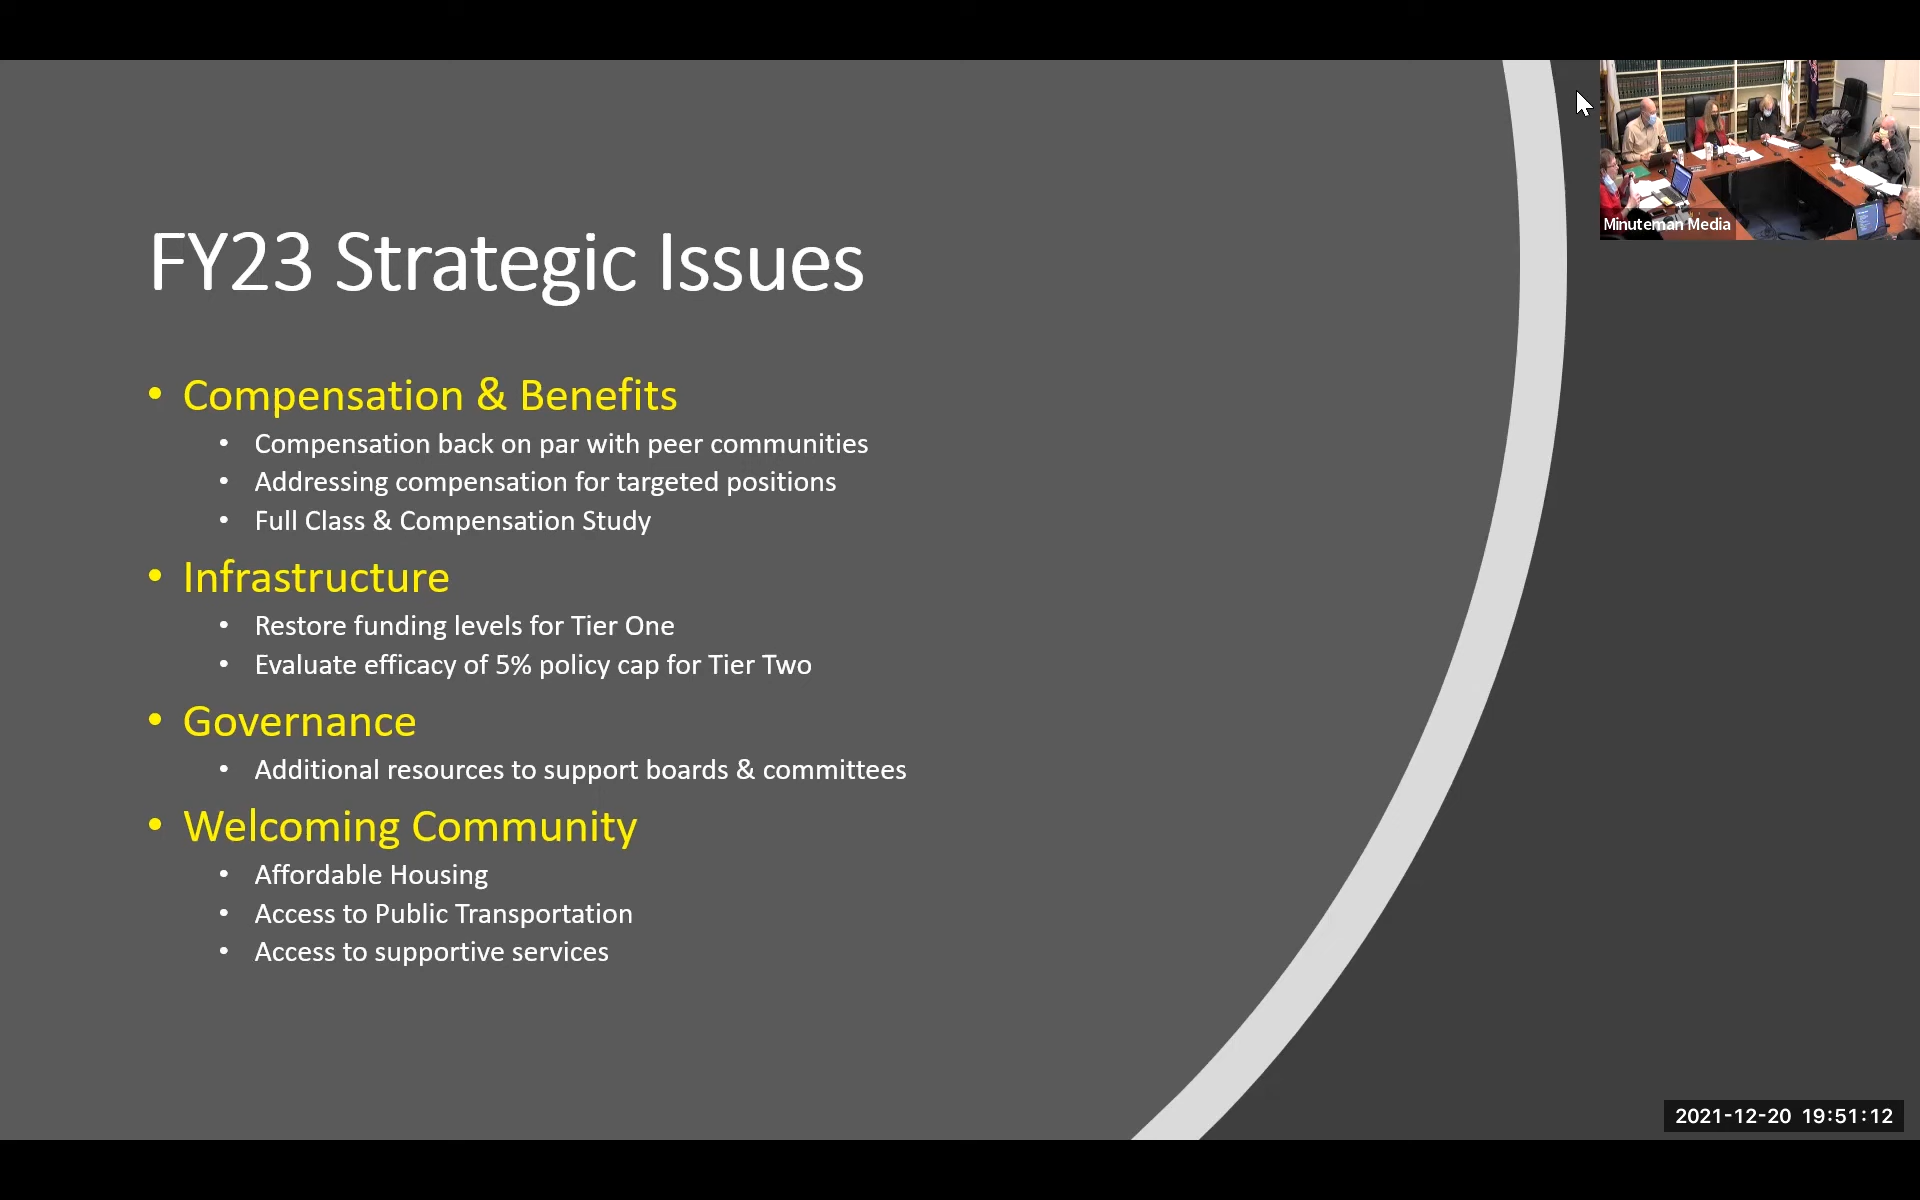 Minuteman Media
FY23 Strategic Issues
• Compensation & Benefits
• Compensation back on par with peer communities
• Addressing compensation for targeted positions
• Full Class & Compensation Study
• Infrastructure
• Restore funding levels for Tier One
• Evaluate efficacy of 5% policy cap for Tier Two
• Governance
• Additional resources to support boards & committees
• Welcoming Community
• Affordable Housing
• Access to Public Transportation
• Access to supportive services
2021-12-20 19:51:12